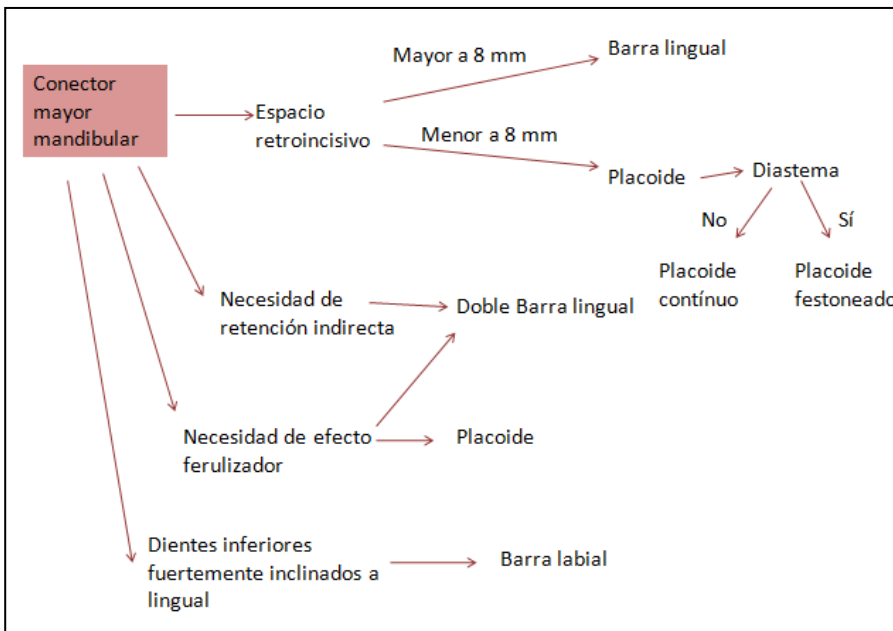 Conector
mayor
mandibular
Espacio
retroincisivo
Mayor a 8 mm
Barra lingual
Menor a 8 mm
Placoide
Diastema
No
Sí
Placoide
contínuo
Placoide
festoneado
Necesidad de
retención indirecta
Doble Barra lingual
Necesidad de efecto
ferulizador
Placoide
Dientes inferiores
fuertemente inclinados a
lingual
Barra labial